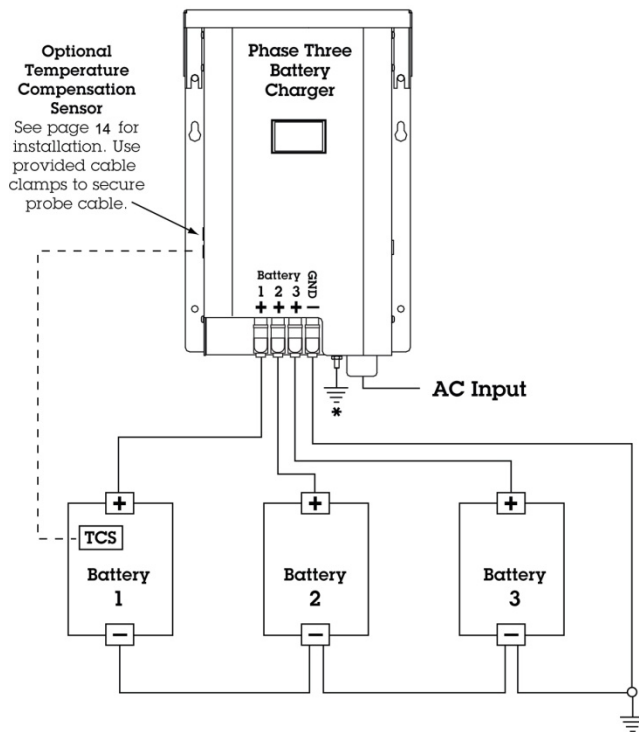 Optional
Temperature
Compensation
Sensor
See page 14 for
installation. Use
provided cable
clamps to secure
probe cable.
Phase Three
Battery
Charger
Battery
1 2 3 GND
+ + + −
*
AC Input
+
TCS
Battery
1
−
+
Battery
2
−
+
Battery
3
−